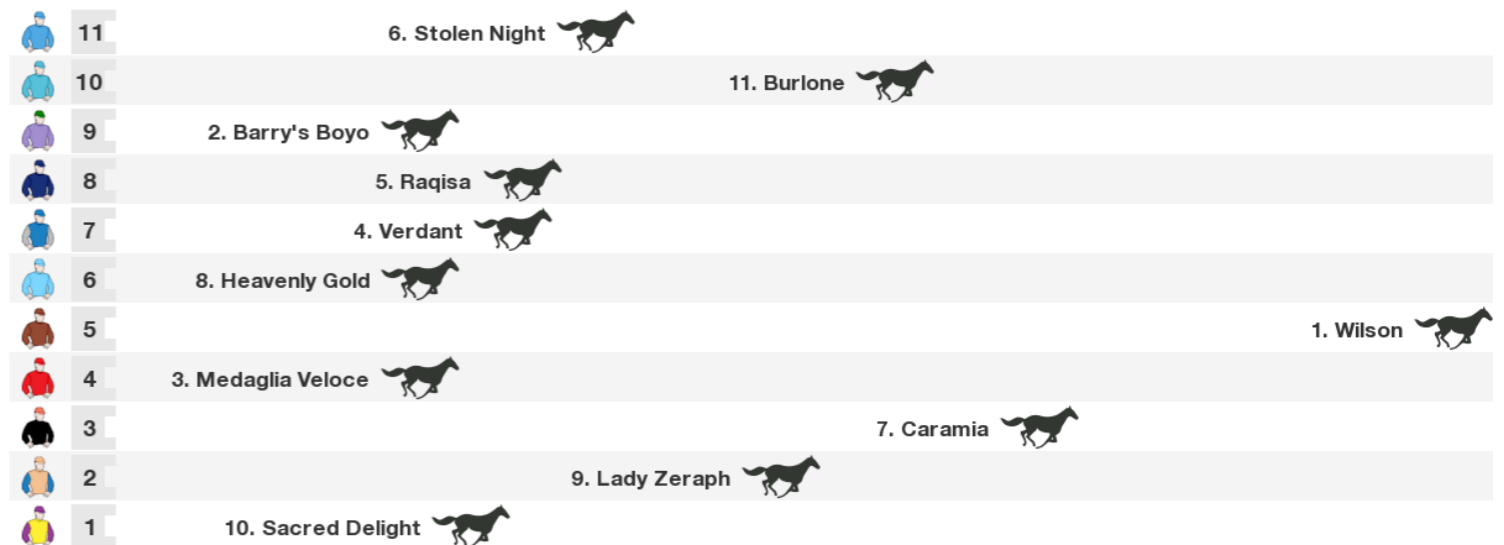 11 6. Stolen Night
10 11. Burlone
9 2. Barry's Boyo
8 5. Raqisa
7 4. Verdant
6 8. Heavenly Gold
5 1. Wilson
4 3. Medaglia Veloce
3 7. Caramia
2 9. Lady Zeraph
1 10. Sacred Delight